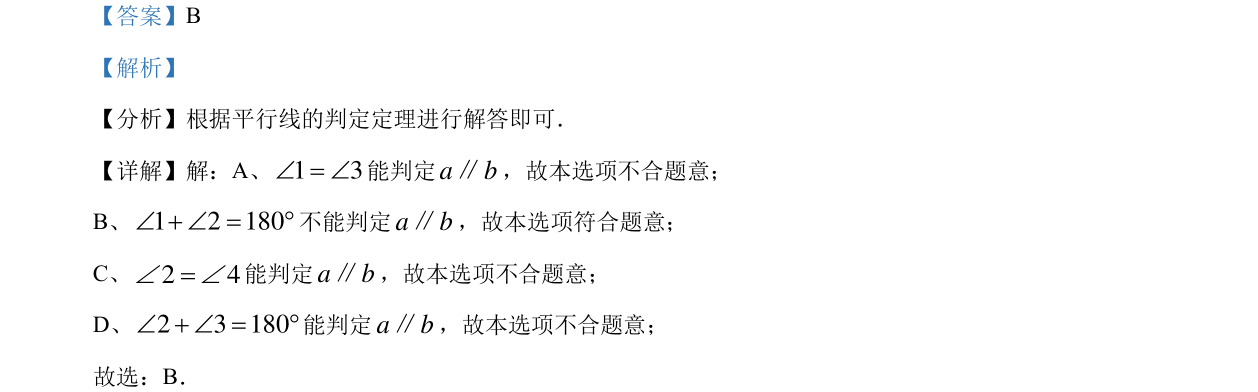 【答案】B
【解析】
【分析】根据平行线的判定定理进行解答即可．
【详解】解：A、∠1=∠3能判定a∥b，故本选项不合题意；
B、∠1+∠2=180°不能判定a∥b，故本选项符合题意；
C、∠2=∠4能判定a∥b，故本选项不合题意；
D、∠2+∠3=180°能判定a∥b，故本选项不合题意；
故选：B．